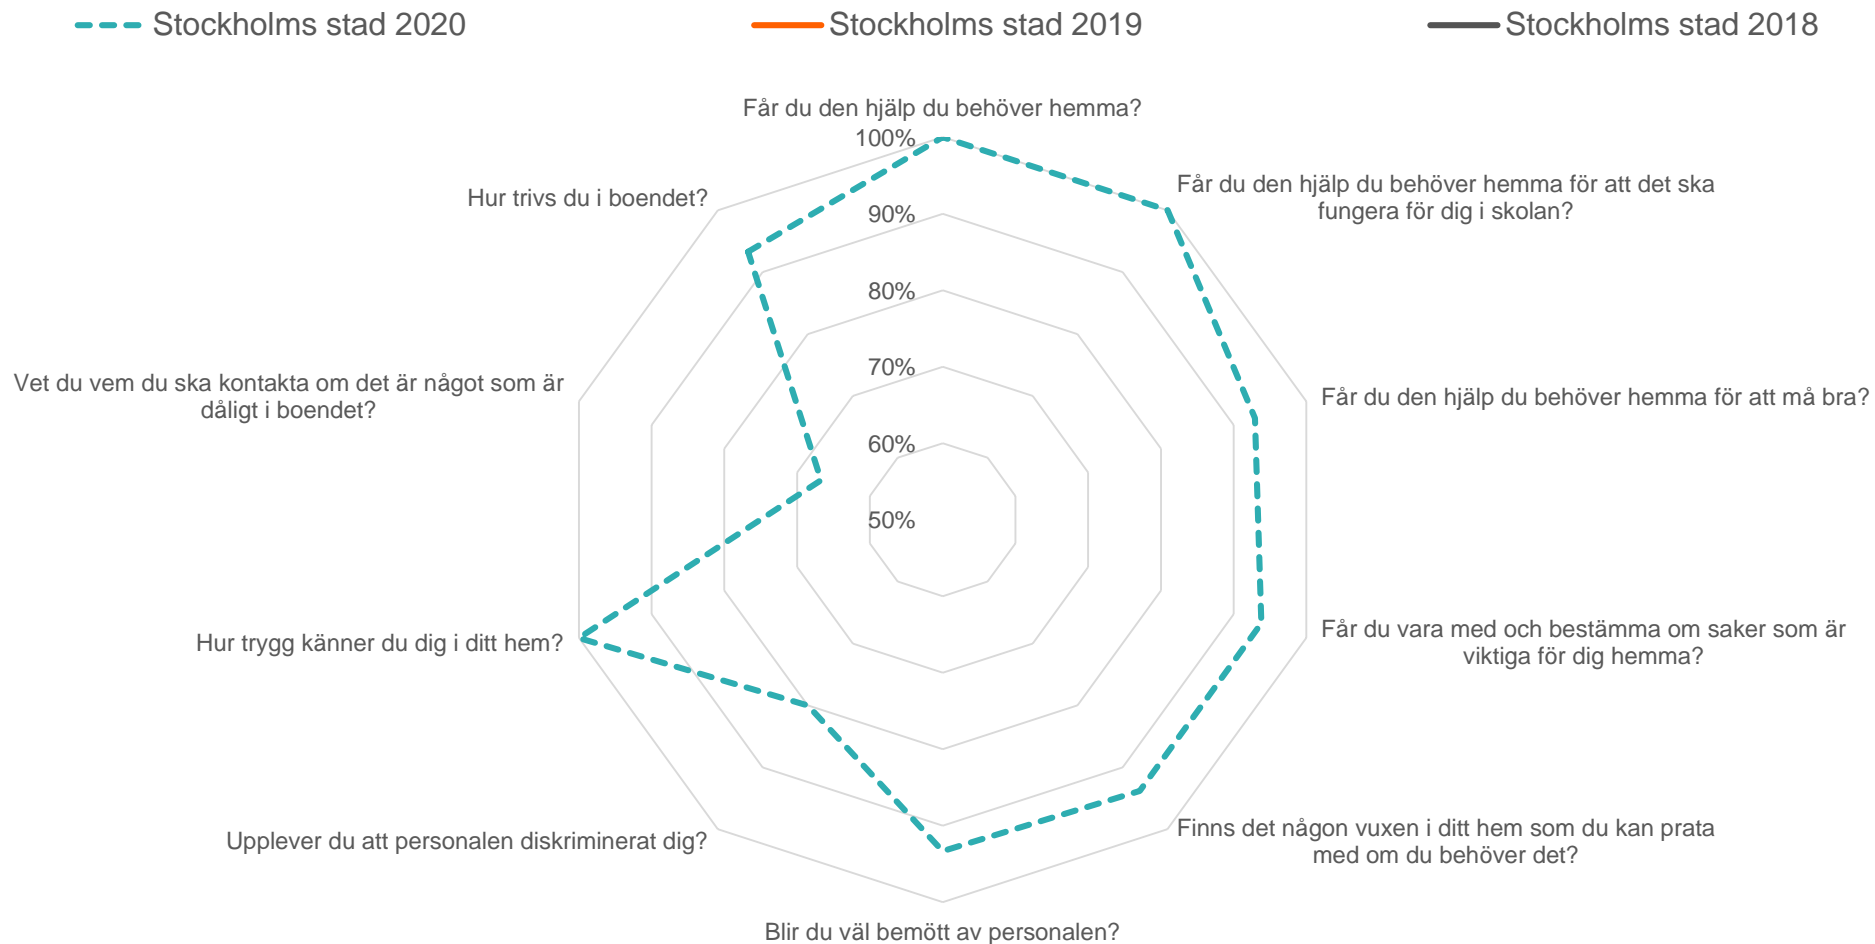 Stockholms stad 2020
Stockholms stad 2019
Stockholms stad 2018
Får du den hjälp du behöver hemma?
100%
90%
80%
70%
60%
50%
Får du den hjälp du behöver hemma för att det ska
fungera för dig i skolan?
Får du den hjälp du behöver hemma för att må bra?
Får du vara med och bestämma om saker som är
viktiga för dig hemma?
Finns det någon vuxen i ditt hem som du kan prata
med om du behöver det?
Blir du väl bemött av personalen?
Upplever du att personalen diskriminerat dig?
Hur trygg känner du dig i ditt hem?
Vet du vem du ska kontakta om det är något som är
dåligt i boendet?
Hur trivs du i boendet?